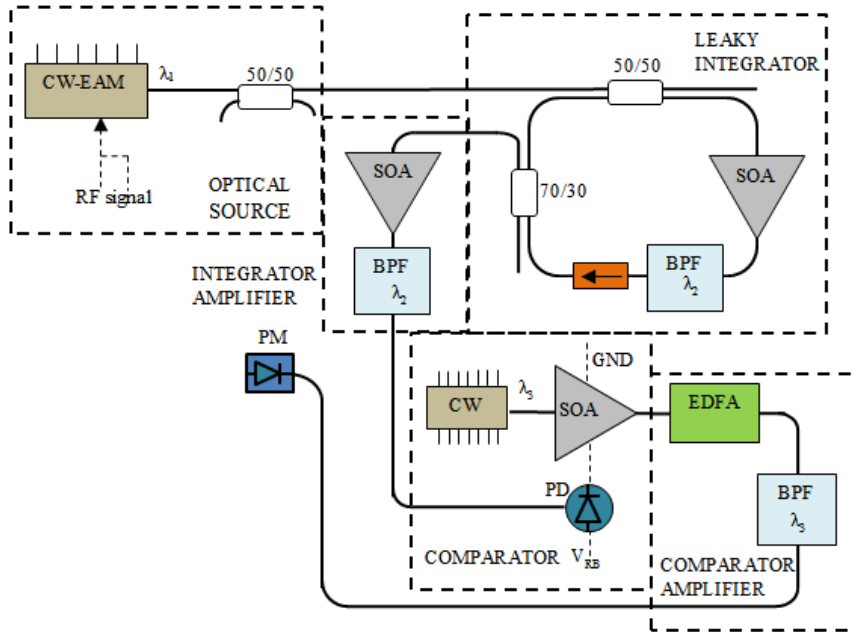 LEAKY
INTEGRATOR
50/50
50/50
CW-EAM
λ1
RF signal
OPTICAL
SOURCE
SOA
70/30
SOA
BPF
λ2
BPF
λ2
INTEGRATOR
AMPLIFIER
PM
GND
CW
λ3
SOA
EDFA
PD
BPF
λ3
COMPARATOR
VRB
COMPARATOR
AMPLIFIER